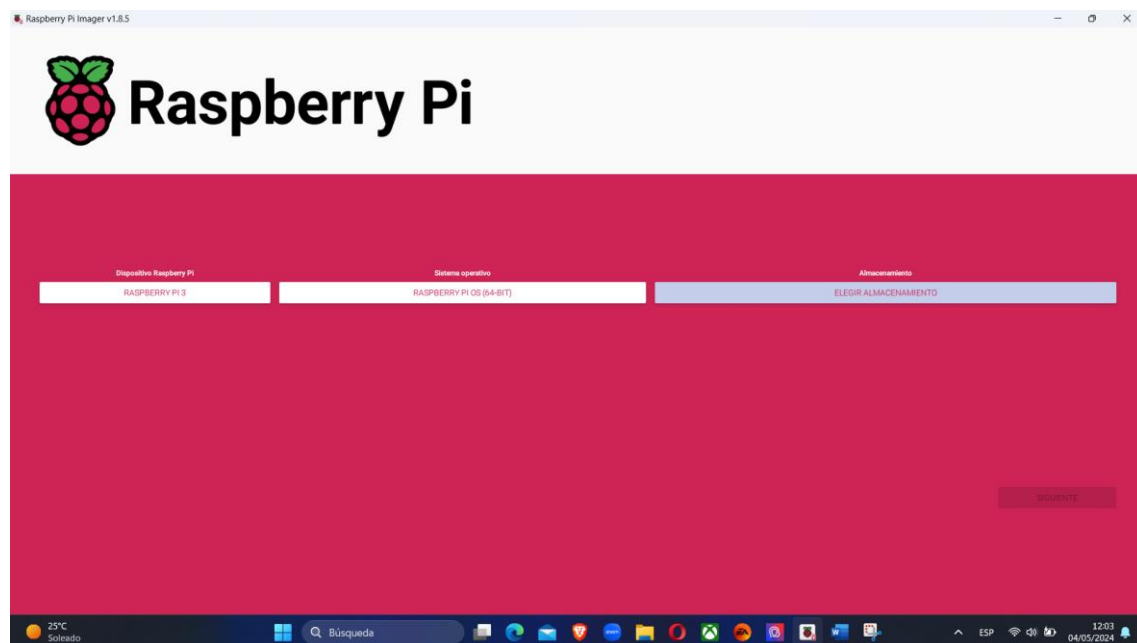 Raspberry Pi Imager v1.8.5
Raspberry Pi
Dispositivo Raspberry Pi
Sistema operativo
Almacenamiento
RASPBERRY PI 3
RASPBERRY PI OS (64-BIT)
ELEGIR ALMACENAMIENTO
SIGUIENTE
25°C
Soleado
Búsqueda
ESP
12:03
04/05/2024